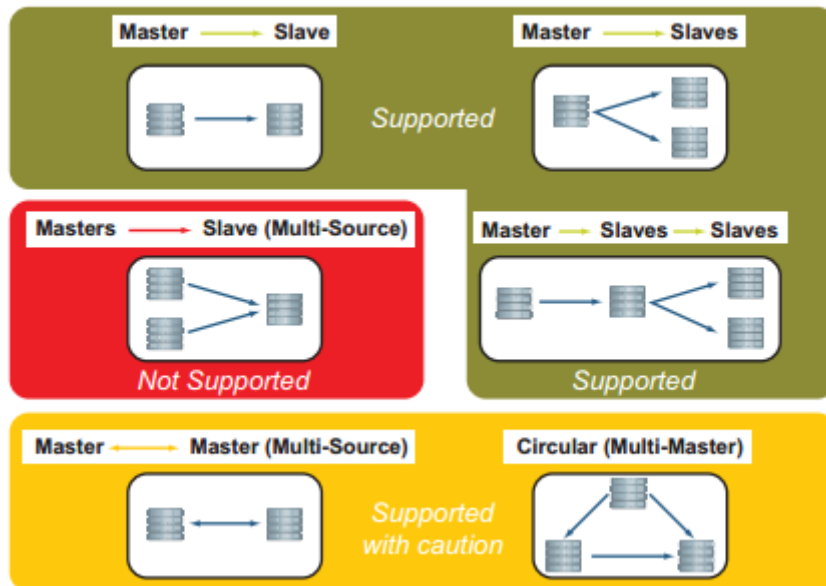 Master Slave
Master Slaves
Supported
Masters Slave (Multi-Source)
Not Supported
Master Slaves Slaves
Supported
Master Master (Multi-Source)
Circular (Multi-Master)
Supported
with caution